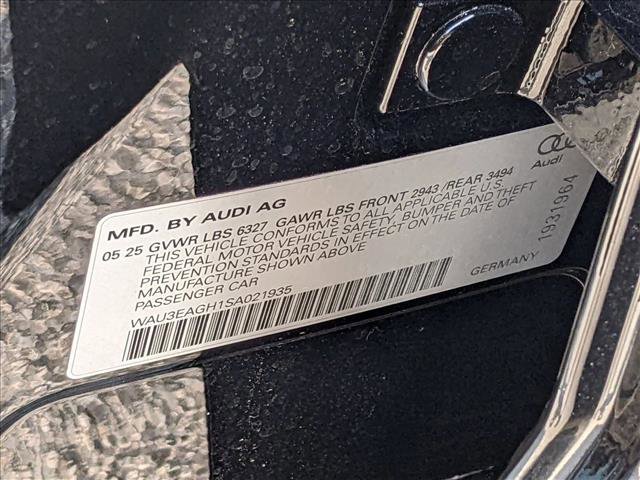 MFD. BY AUDI AG
05 25 GVWR LBS 6327 GAWR LBS FRONT 2943 /REAR 3494
THIS VEHICLE CONFORMS TO ALL APPLICABLE U.S.
FEDERAL MOTOR VEHICLE SAFETY, BUMPER AND THEFT
PREVENTION STANDARDS IN EFFECT ON THE DATE OF
MANUFACTURE SHOWN ABOVE
PASSENGER CAR
WAU3EAGH1SA021935
GERMANY
1931964
Audi